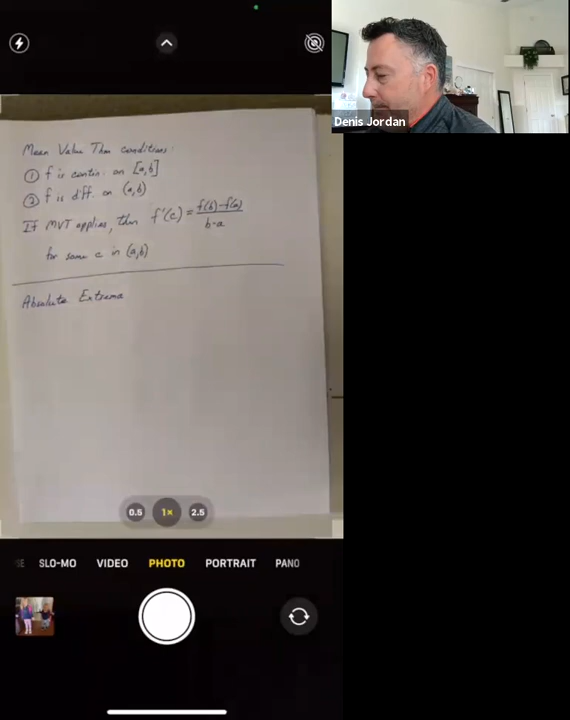 Denis Jordan
Mean Value Thm conditions:
① f is contin. on [a,b]
② f is diff. on (a,b)
If MVT applies, then f'(c) = f(b)-f(a) / b-a
for some c in (a,b)
Absolute Extrema
0.5 1× 2.5
SLO-MO VIDEO PHOTO PORTRAIT PANO